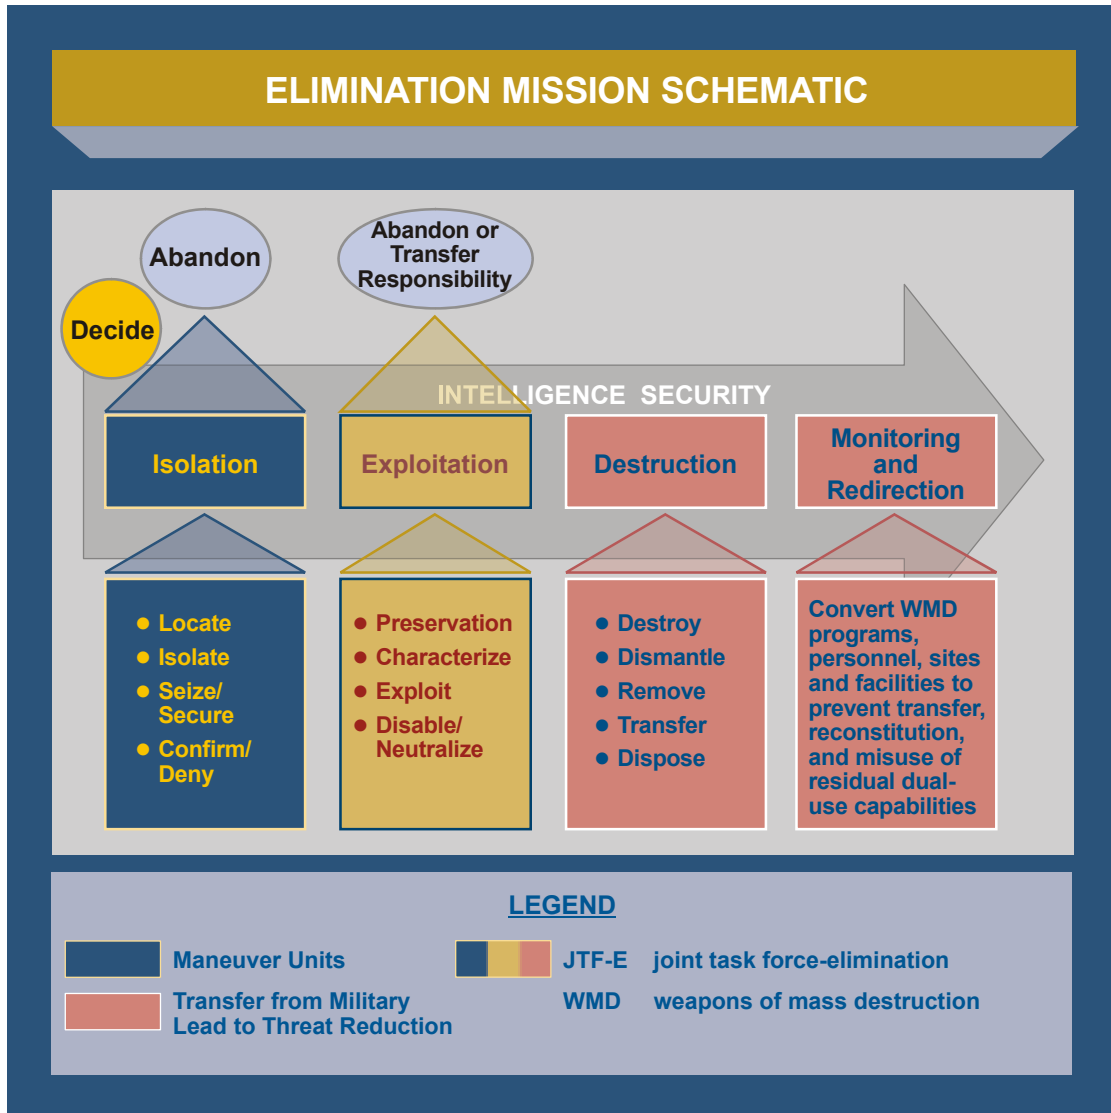 ELIMINATION MISSION SCHEMATIC
Abandon
Abandon or
Transfer
Responsibility
Decide
INTELLIGENCE SECURITY
Isolation
Exploitation
Destruction
Monitoring
and
Redirection
Locate
Isolate
Seize/
Secure
Confirm/
Deny
Preservation
Characterize
Exploit
Disable/
Neutralize
Destroy
Dismantle
Remove
Transfer
Dispose
Convert WMD
programs,
personnel, sites
and facilities to
prevent transfer,
reconstitution,
and misuse of
residual dual-
use capabilities
LEGEND
Maneuver Units
Transfer from Military
Lead to Threat Reduction
JTF-E joint task force-elimination
WMD weapons of mass destruction